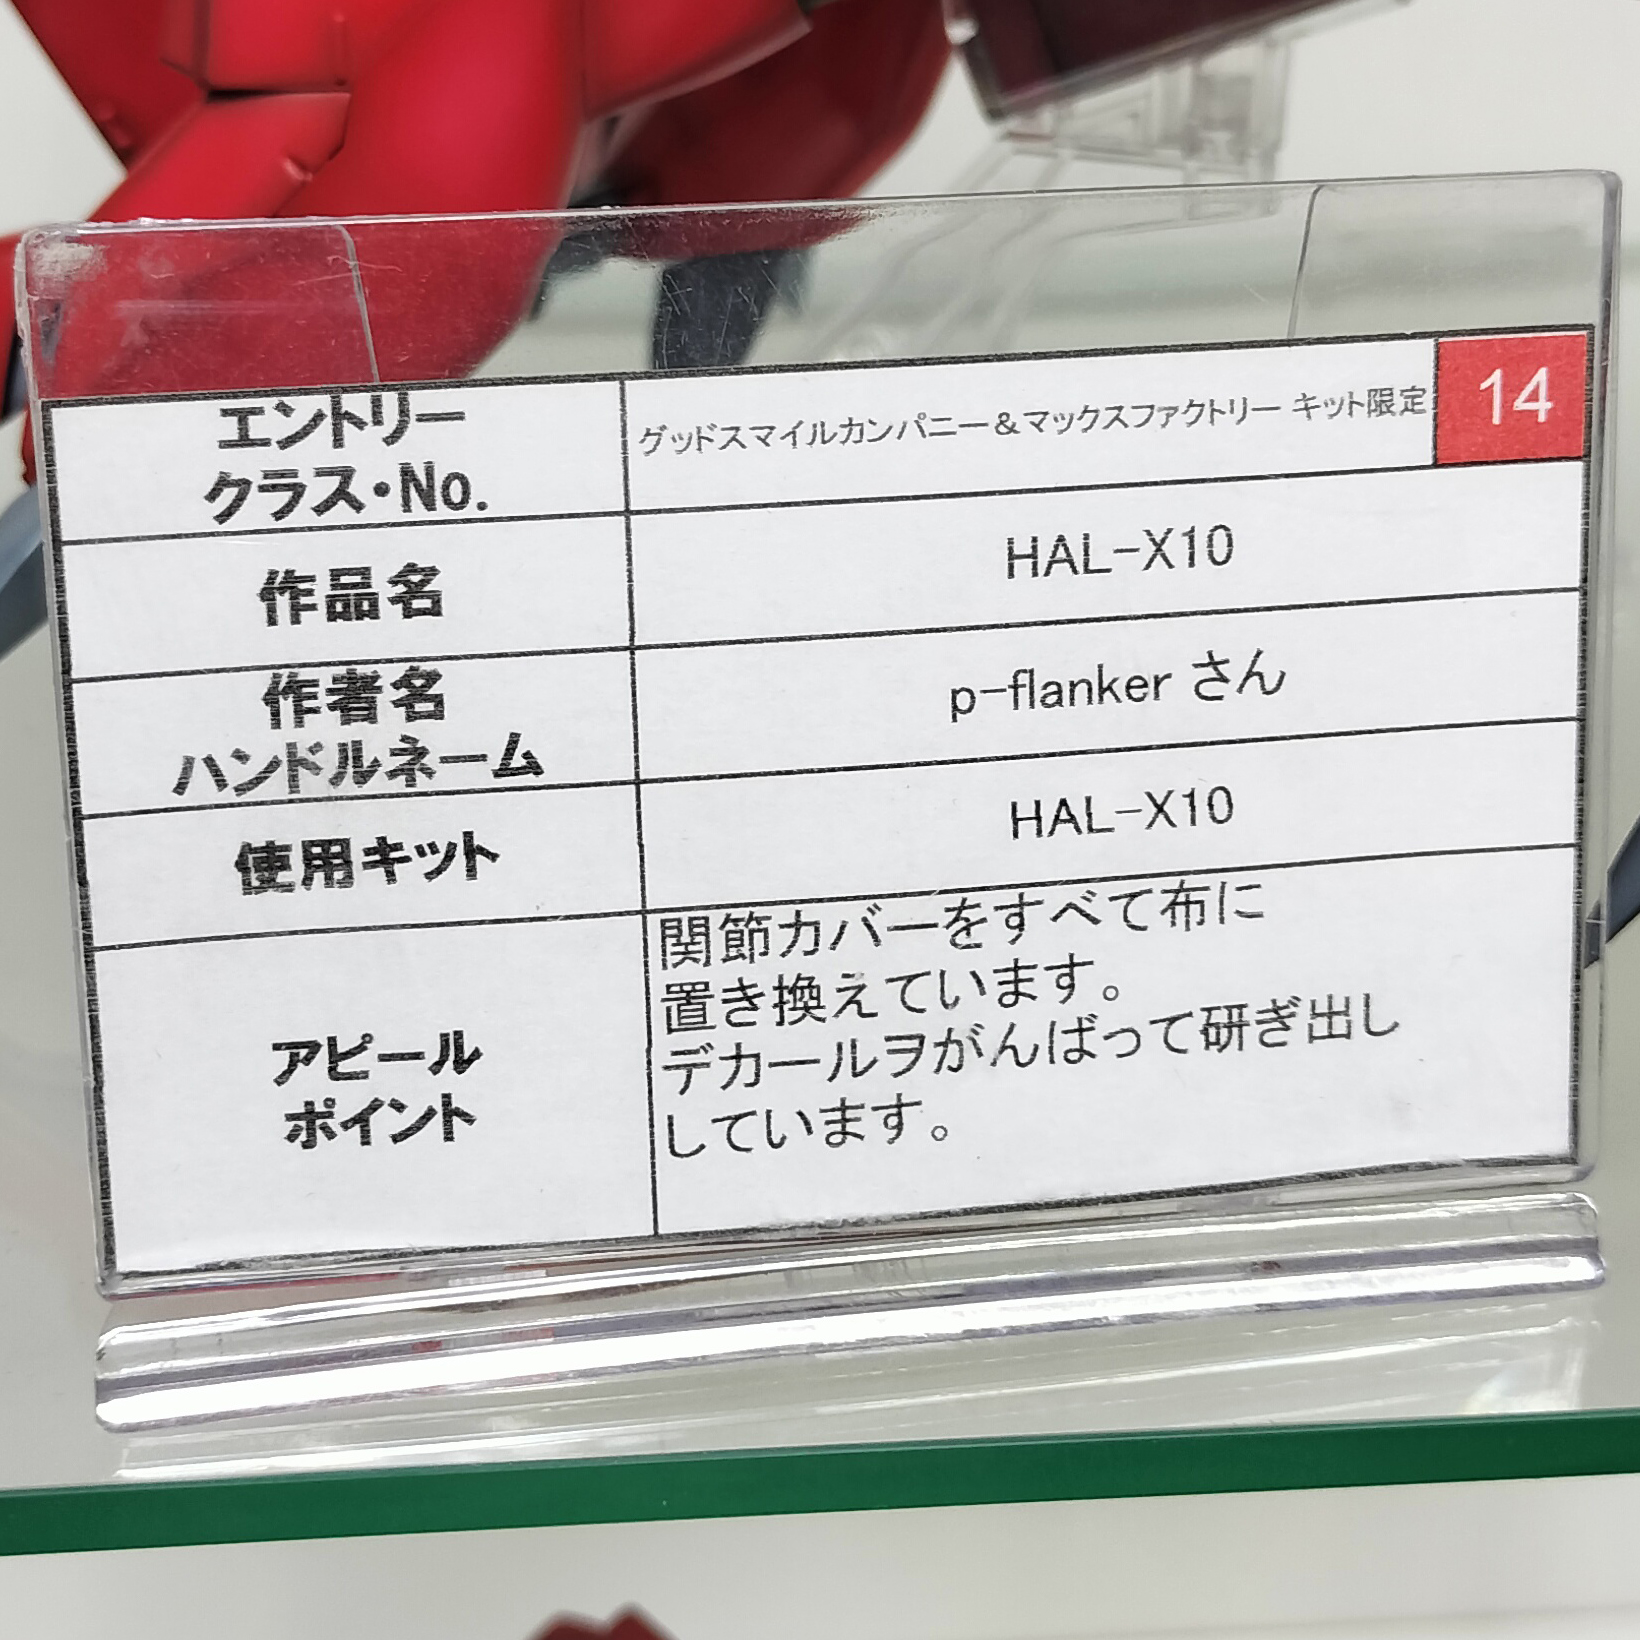 エントリー
クラス・No.
グッドスマイルカンパニー＆マックスファクトリー キット限定
14
作品名
HAL-X10
作者名
ハンドルネーム
p-flanker さん
使用キット
HAL-X10
アピール
ポイント
関節カバーをすべて布に
置き換えています。
デカールヲがんばって研ぎ出し
しています。